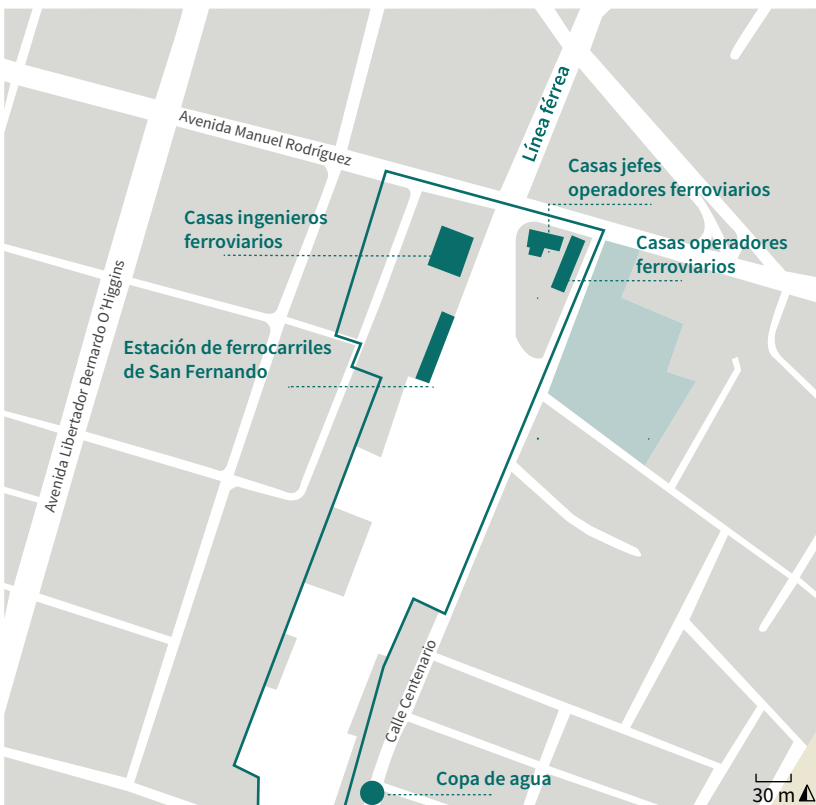 Línea férrea
Avenida Manuel Rodríguez
Casas jefes
operadores ferroviarios
Casas ingenieros
ferroviarios
Casas operadores
ferroviarios
Avenida Libertador Bernardo O'Higgins
Estación de ferrocarriles
de San Fernando
Calle Centenario
Copa de agua
30 m